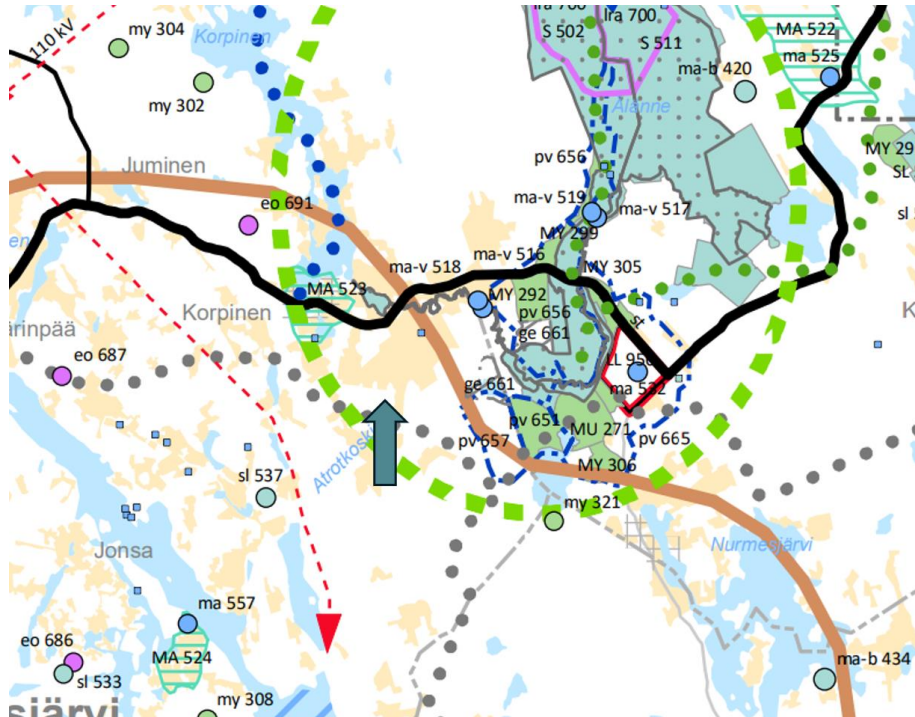 lra 700
lra 700
S 502
S 511
MA 522
ma 525
my 304
Korpinen
110 kV
my 302
ma-b 420
Älänne
Juminen
pv 656
MY 29
SL
eo 691
ma-v 519
ma-v 517
sl
MY 299
en
ma-v 516
ma-v 518
MY 305
MA 523
MY 292
Korpinen
pv 656
st
ärinpää
ge 661
eo 687
LL 950
ge 661
ma 532
pv 651
MU 271
pv 657
pv 665
Atrotkoski
MY 306
sl 537
my 321
Jonsa
Nurmesjärvi
ma 557
eo 686
MA 524
ma-b 434
sl 533
sjärvi
my 308